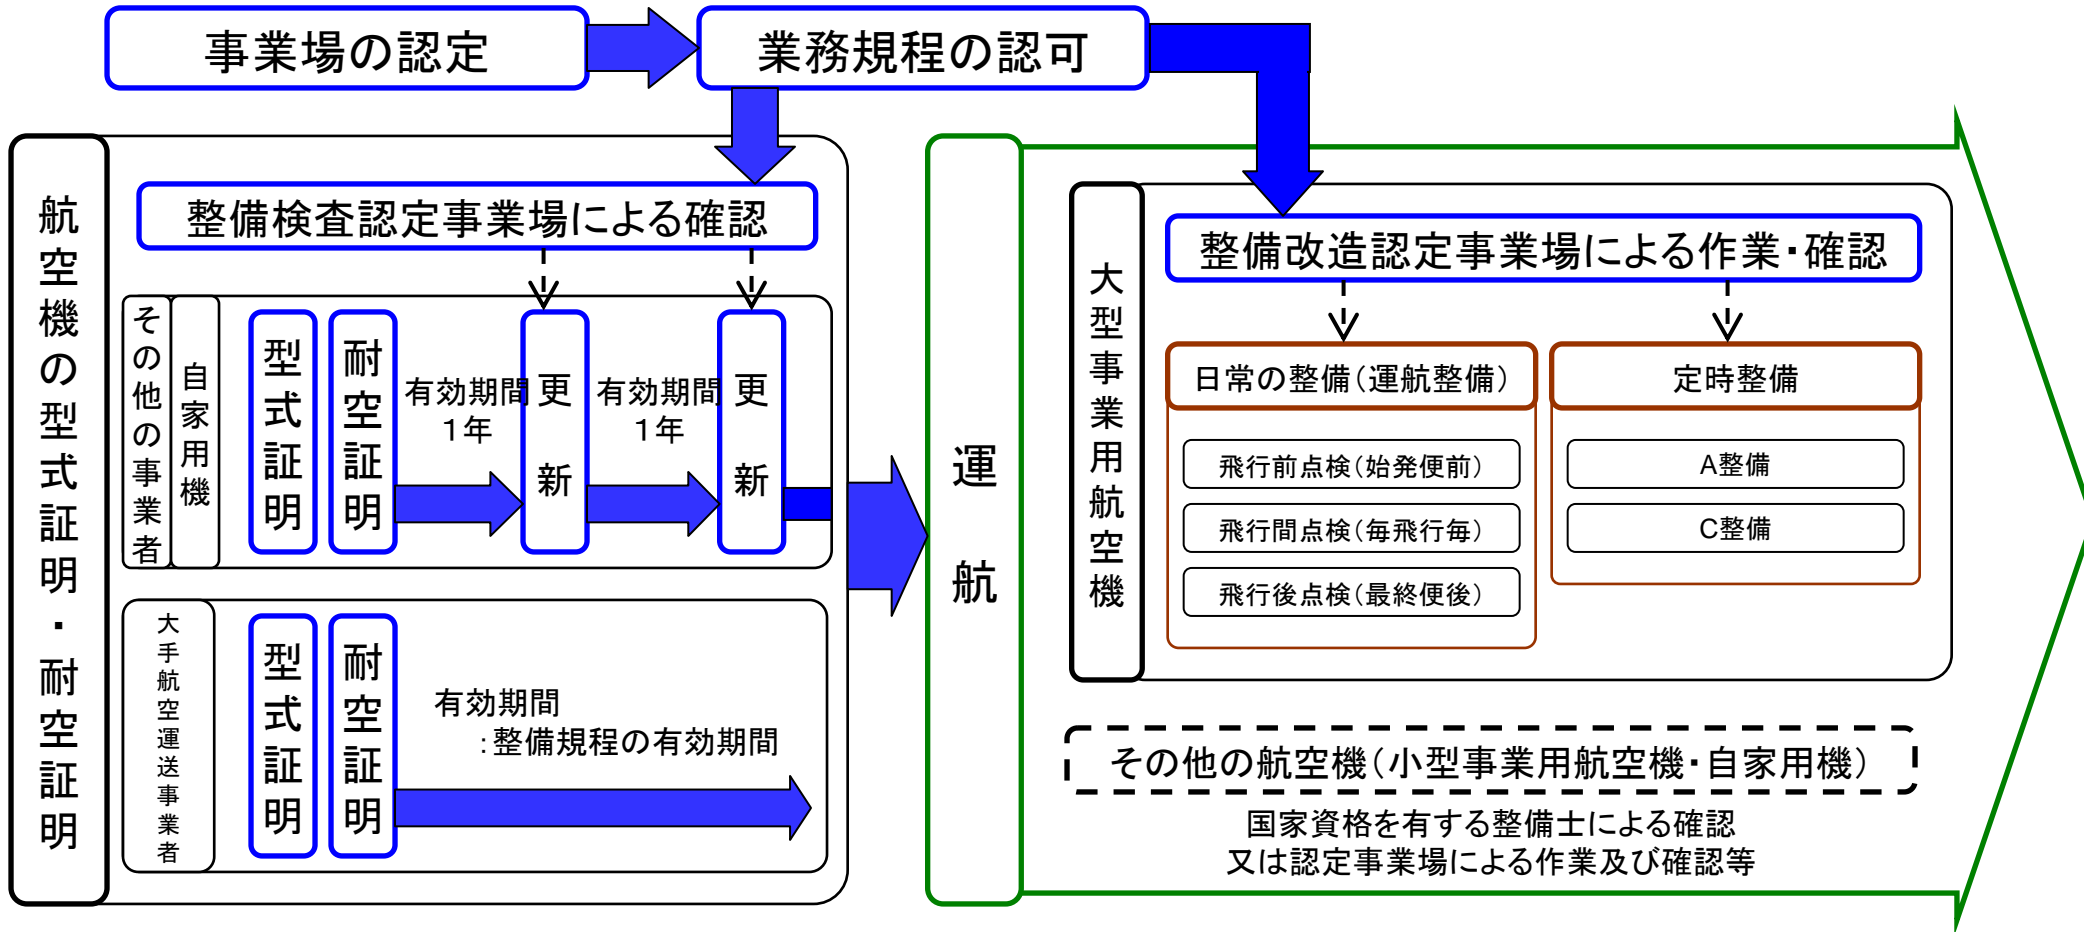 事業場の認定
業務規程の認可
航空機の型式証明・耐空証明
整備検査認定事業場による確認
その他の事業者
自家用機
型式証明
耐空証明
有効期間
1年
更新
有効期間
1年
更新
大手航空運送事業者
型式証明
耐空証明
有効期間
:整備規程の有効期間
運航
大型事業用航空機
整備改造認定事業場による作業・確認
日常の整備(運航整備)
飛行前点検(始発便前)
飛行間点検(毎飛行毎)
飛行後点検(最終便後)
定時整備
A整備
C整備
その他の航空機(小型事業用航空機・自家用機)
国家資格を有する整備士による確認
又は認定事業場による作業及び確認等